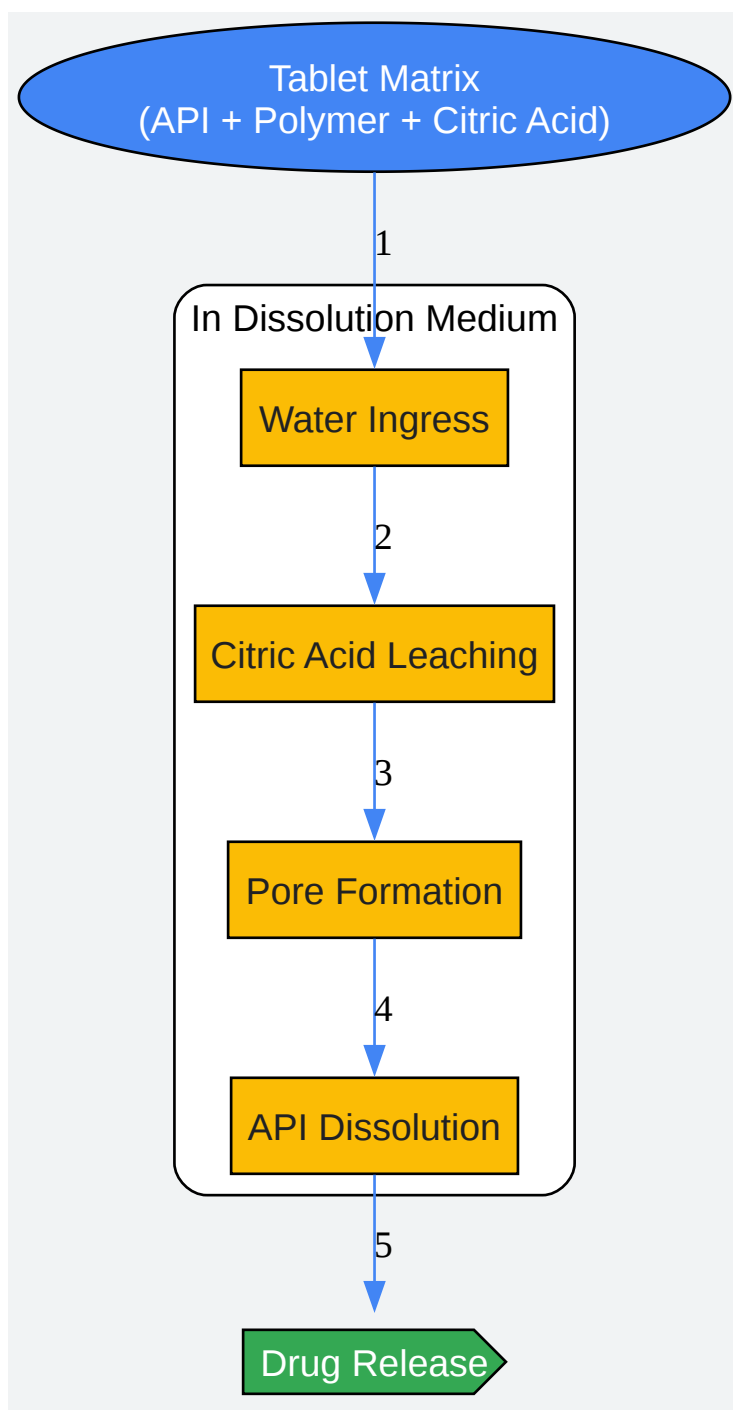 Tablet Matrix
(API + Polymer + Citric Acid)
1
In Dissolution Medium
Water Ingress
2
Citric Acid Leaching
3
Pore Formation
4
API Dissolution
5
Drug Release